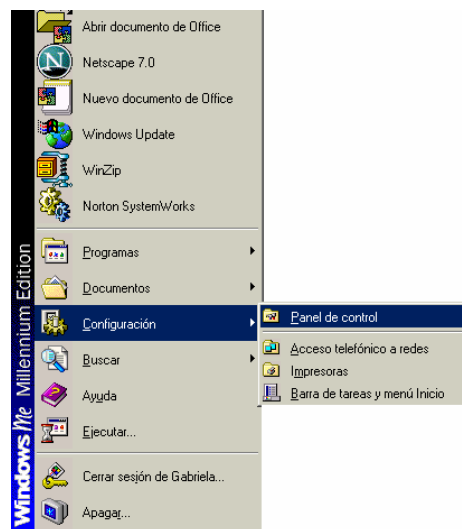 Abrir documento de Office
Netscape 7.0
Nuevo documento de Office
Windows Update
WinZip
Norton SystemWorks
Programas
Documentos
Configuración
Buscar
Ayuda
Ejecutar...
Cerrar sesión de Gabriela...
Apagar...
Panel de control
Acceso telefónico a redes
Impresoras
Barra de tareas y menú Inicio
Windows Me Millennium Edition